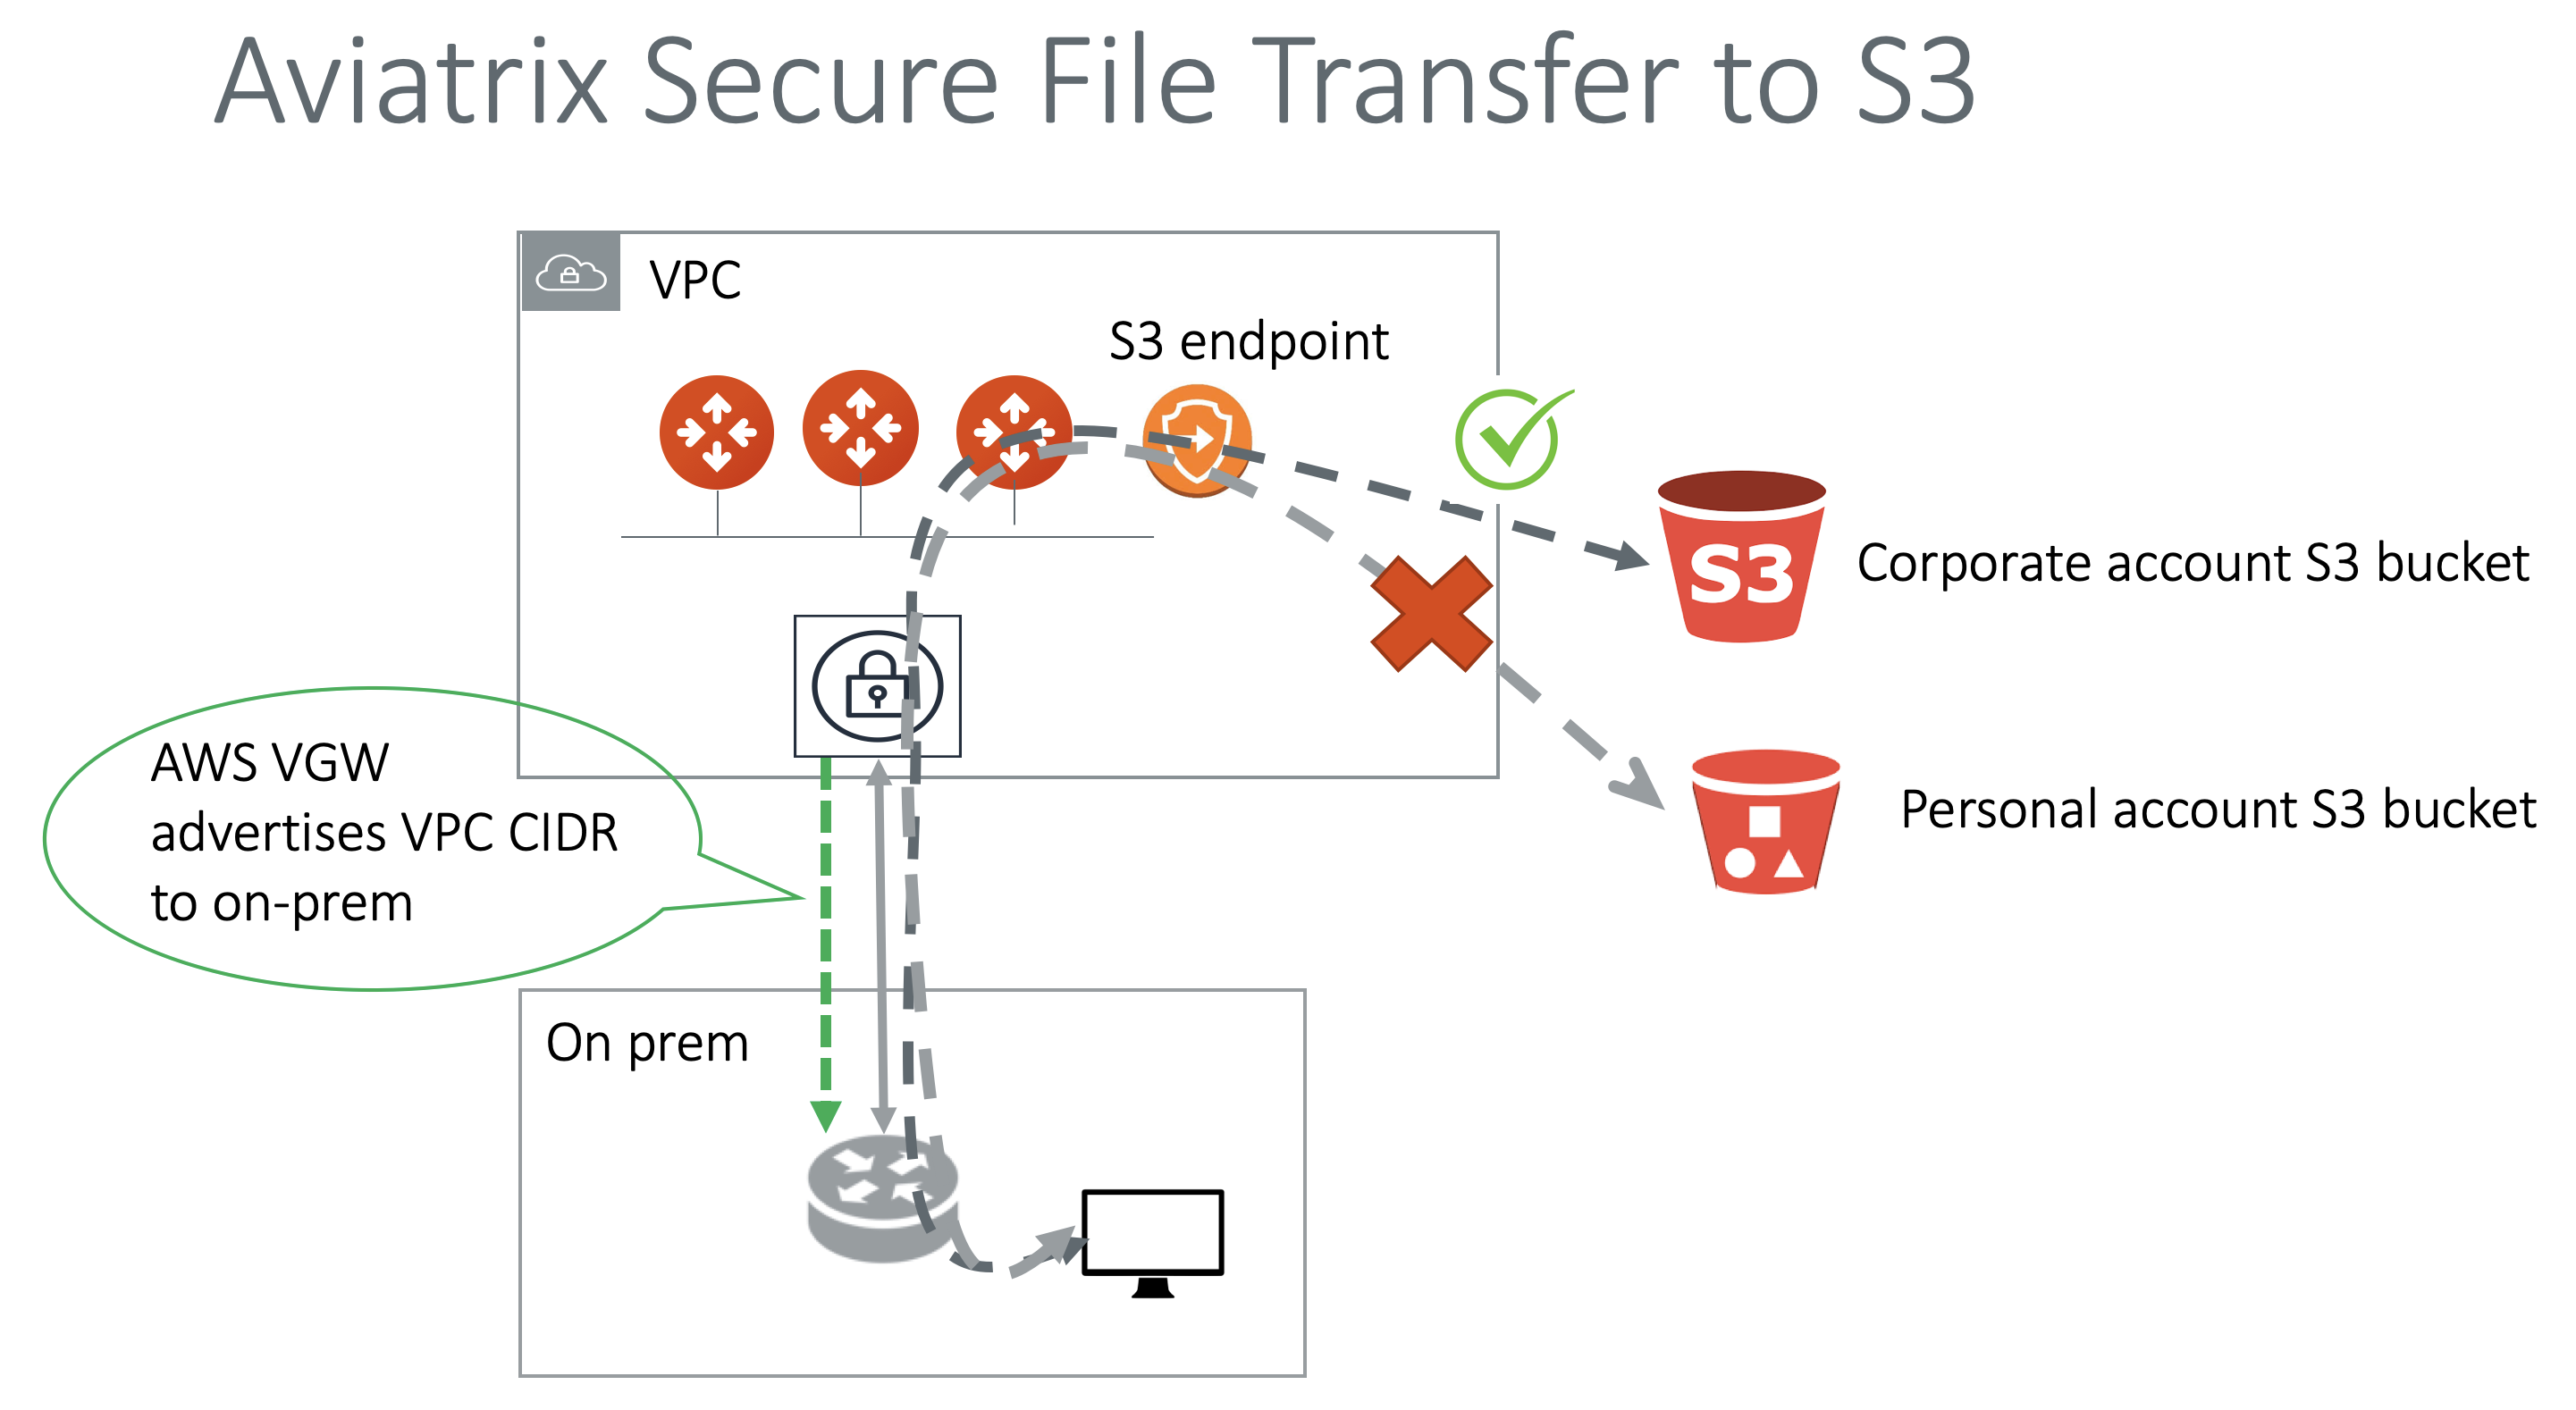 Aviatrix Secure File Transfer to S3
VPC
S3 endpoint
S3
Corporate account S3 bucket
Personal account S3 bucket
AWS VGW
advertises VPC CIDR
to on-prem
On prem